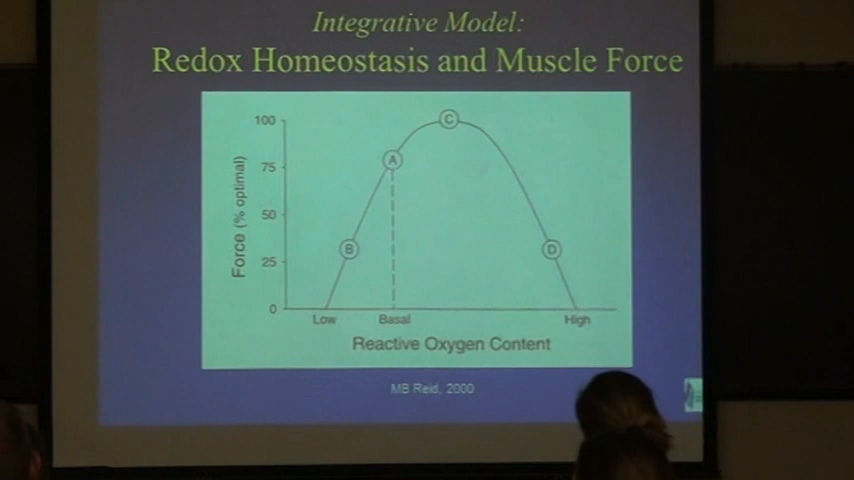 Integrative Model:
Redox Homeostasis and Muscle Force
100
75
50
25
0
Force (% optimal)
A
B
C
D
Low
Basal
High
Reactive Oxygen Content
MB Reid, 2000